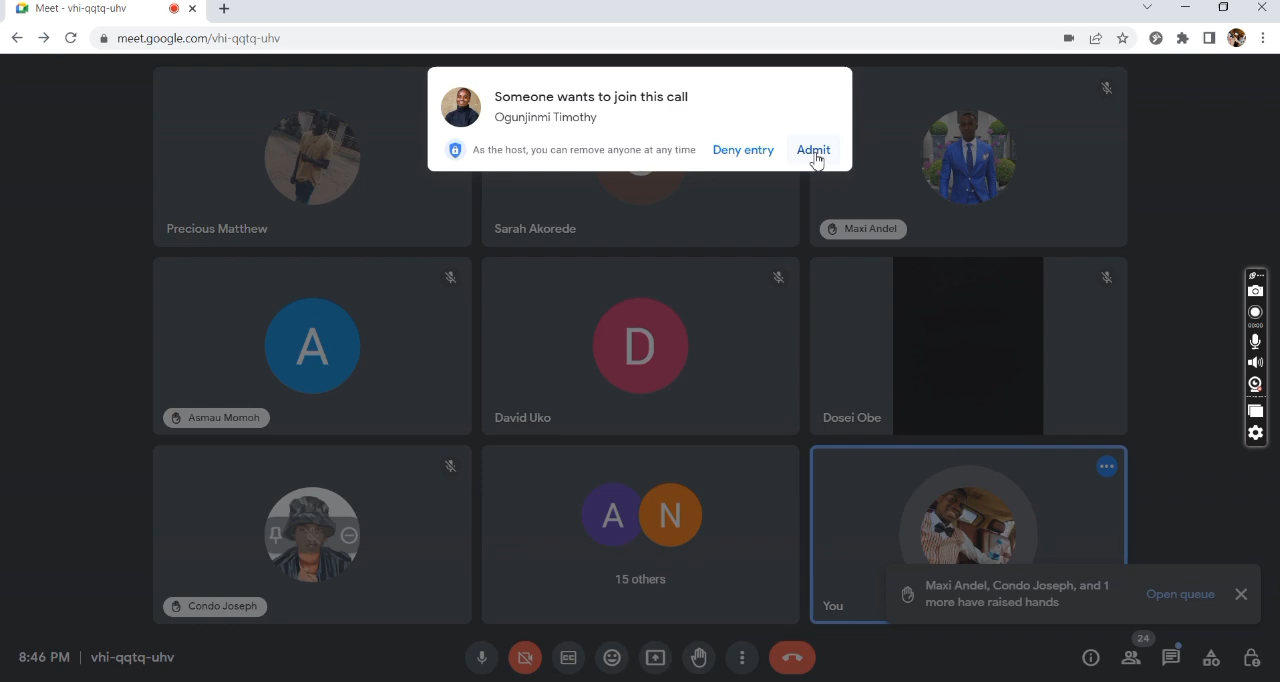 Meet - vhi-qqtq-uhv
meet.google.com/vhi-qqtq-uhv
Someone wants to join this call
Ogunjinmi Timothy
As the host, you can remove anyone at any time
Deny entry
Admit
Precious Matthew
Sarah Akorede
Maxi Andel
A
D
Asmau Momoh
David Uko
Dosei Obe
A
N
15 others
Condo Joseph
You
Maxi Andel, Condo Joseph, and 1
more have raised hands
Open queue
8:46 PM | vhi-qqtq-uhv
24